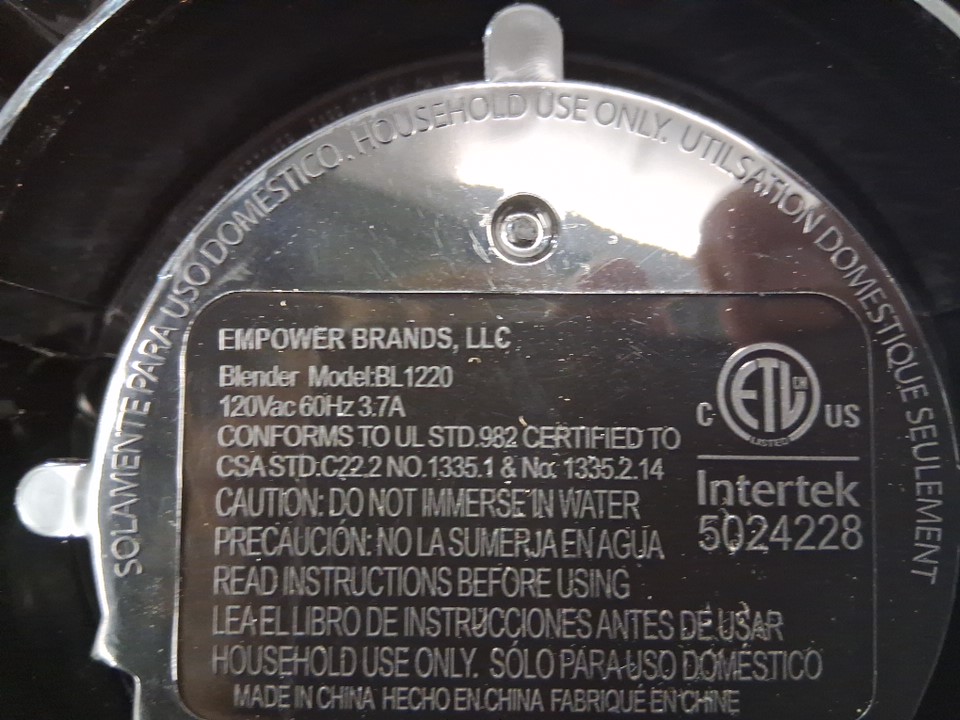 SOLAMENTE PARA USO DOMÉSTICO. HOUSEHOLD USE ONLY. UTILSATION DOMESTIQUE SEULEMENT
EMPOWER BRANDS, LLC
Blender Model:BL1220
120Vac 60Hz 3.7A
CONFORMS TO UL STD.982 CERTIFIED TO
CSA STD.C22.2 NO.1335.1 & No: 1335.2.14
CAUTION: DO NOT IMMERSE IN WATER
PRECAUCIÓN: NO LA SUMERJA EN AGUA
READ INSTRUCTIONS BEFORE USING
LEA EL LIBRO DE INSTRUCCIONES ANTES DE USAR
HOUSEHOLD USE ONLY. SÓLO PARA USO DOMÉSTICO
MADE IN CHINA HECHO EN CHINA FABRIQUÉ EN CHINE
C ETL CM US
LISTED
Intertek
5024228